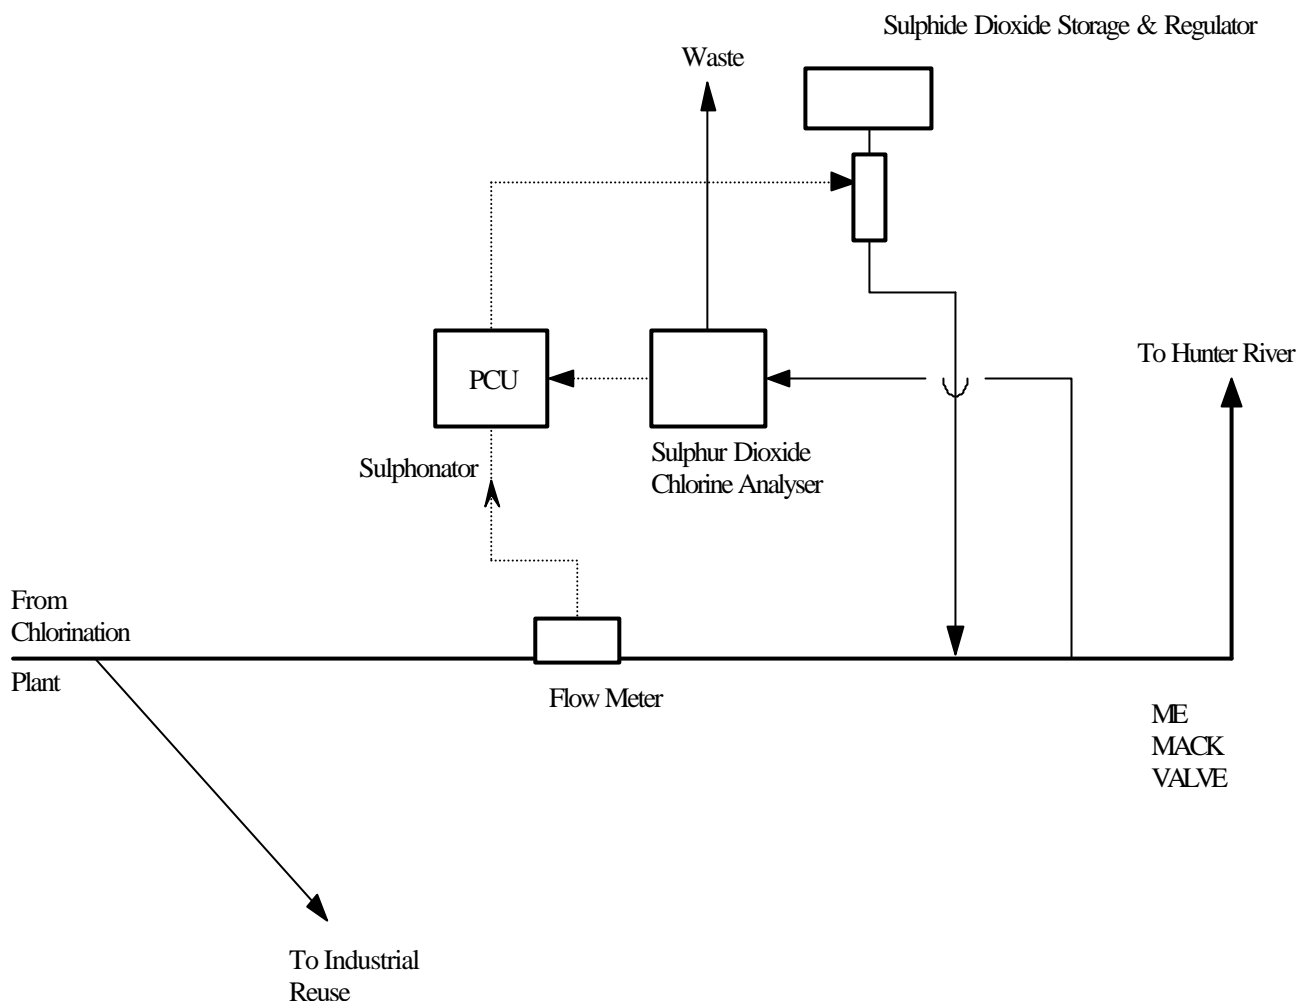 Sulphide Dioxide Storage & Regulator
Waste
To Hunter River
PCU
Sulphur Dioxide
Chlorine Analyser
Sulphonator
From
Chlorination
Plant
Flow Meter
ME
MACK
VALVE
To Industrial
Reuse